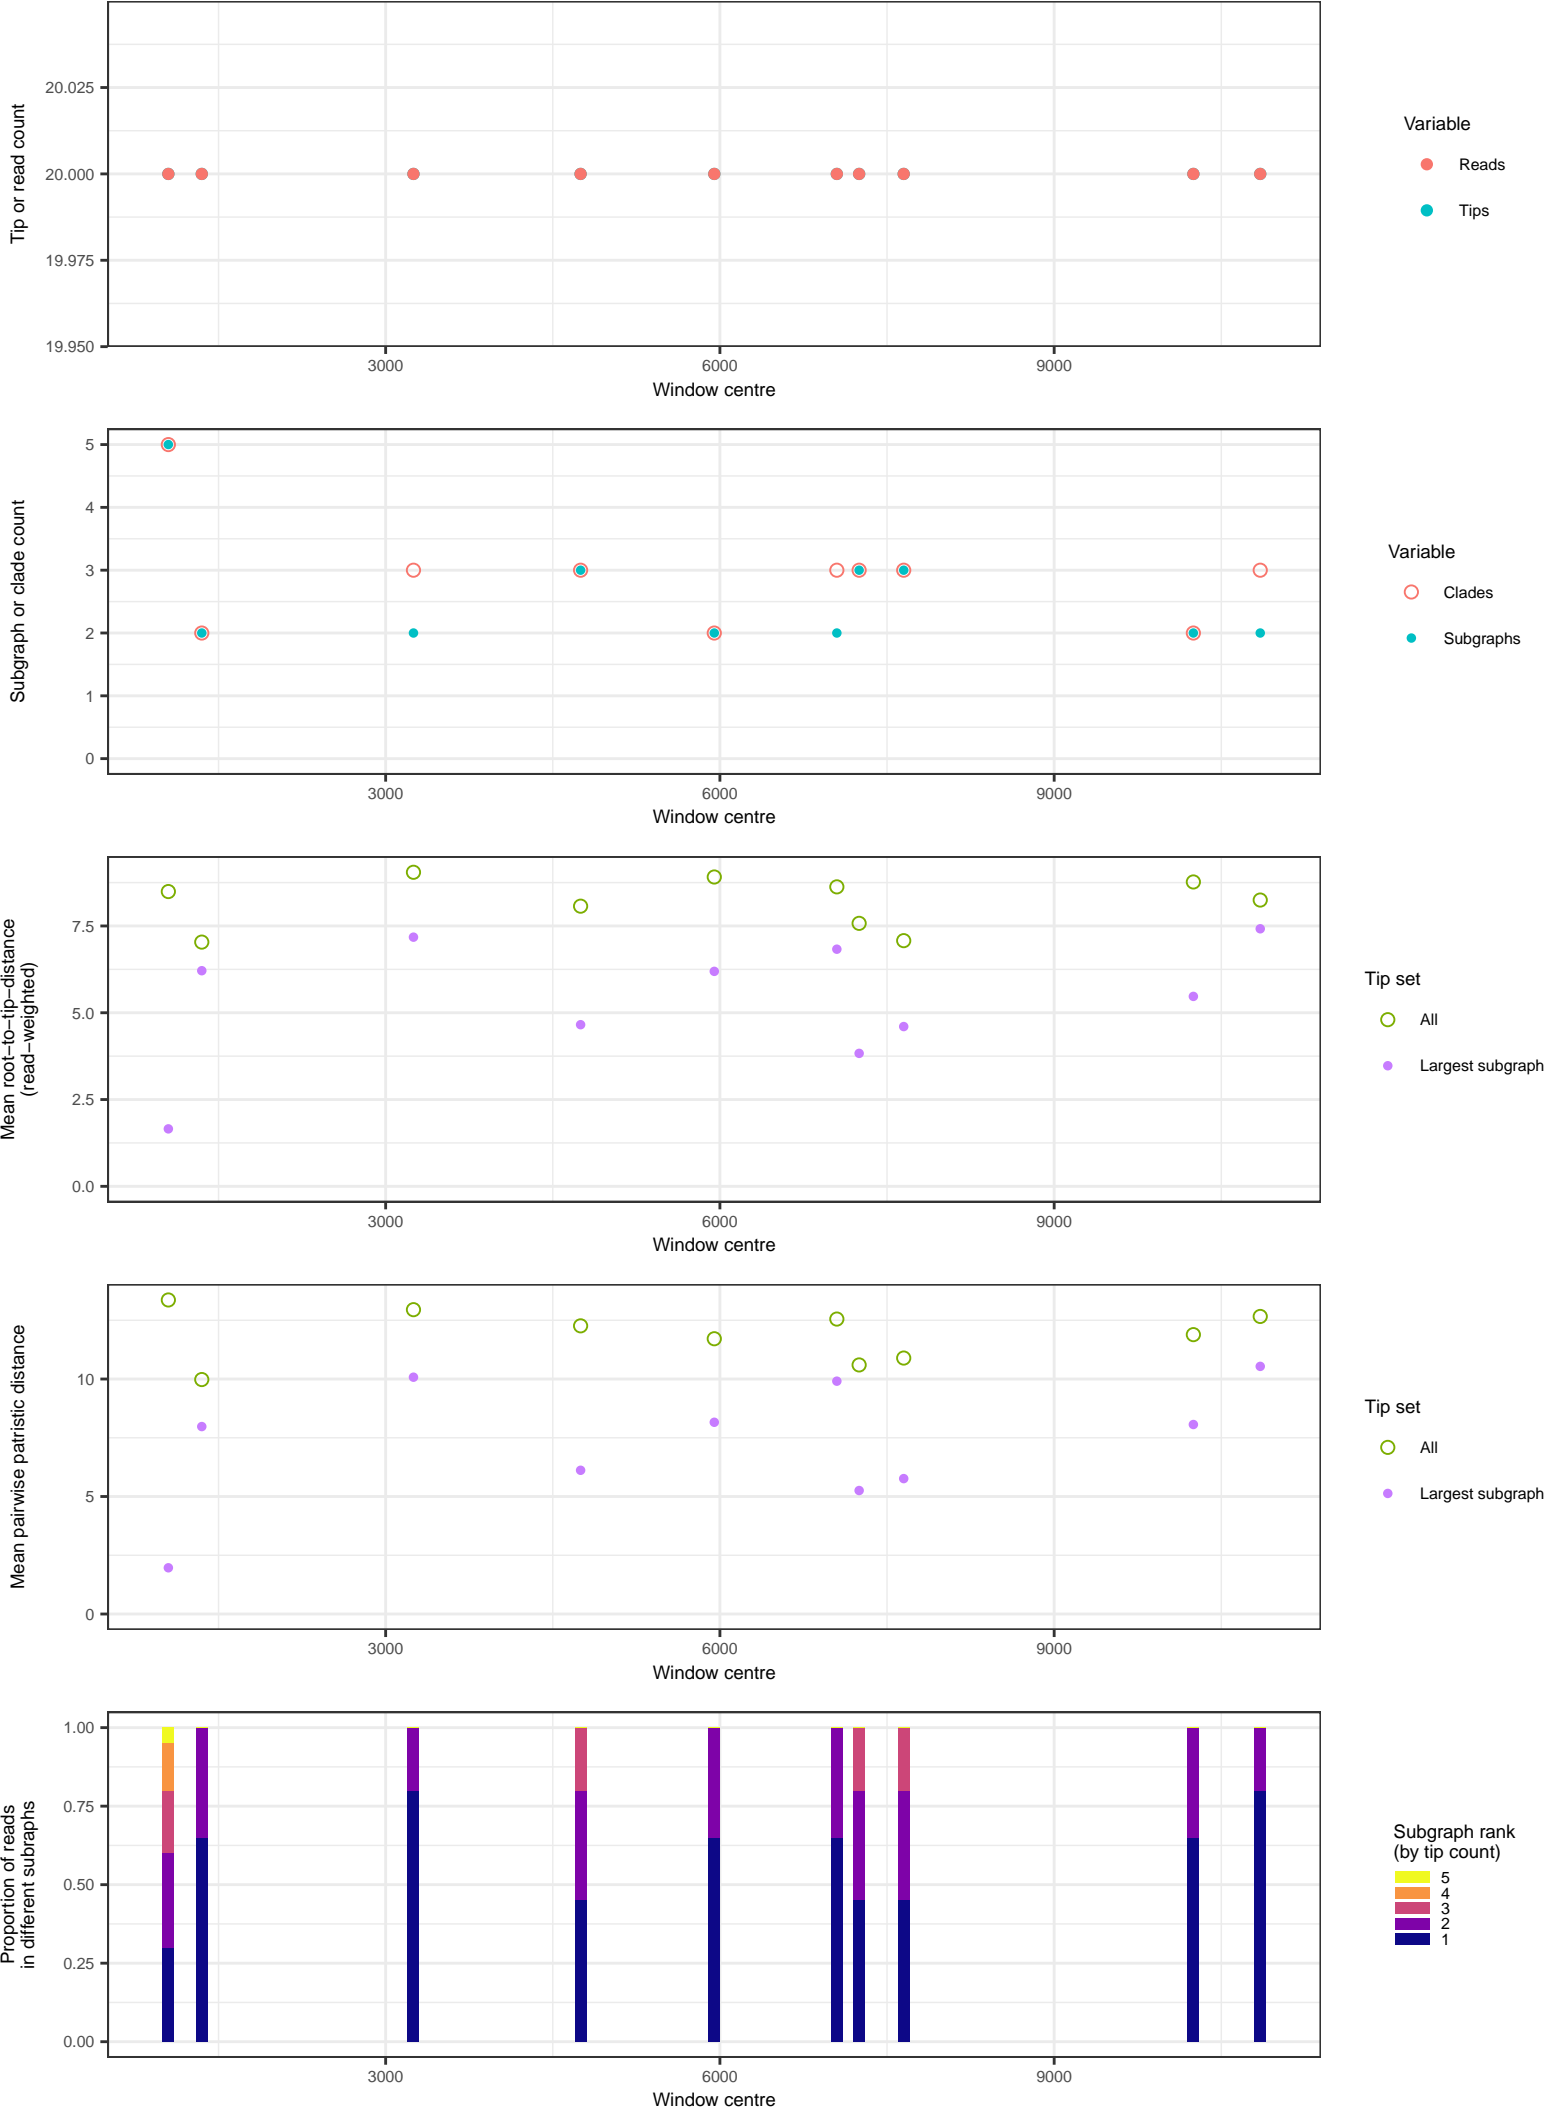 Tip or read count
20.025
20.000
19.975
19.950
3000
6000
9000
Window centre
Variable
Reads
Tips
Subgraph or clade count
5
4
3
2
1
0
3000
6000
9000
Window centre
Variable
Clades
Subgraphs
Mean root−to−tip−distance
(read−weighted)
7.5
5.0
2.5
0.0
3000
6000
9000
Window centre
Tip set
All
Largest subgraph
Mean pairwise patristic distance
10
5
0
3000
6000
9000
Window centre
Tip set
All
Largest subgraph
Proportion of reads
in different subraphs
1.00
0.75
0.50
0.25
0.00
3000
6000
9000
Window centre
Subgraph rank
(by tip count)
5
4
3
2
1